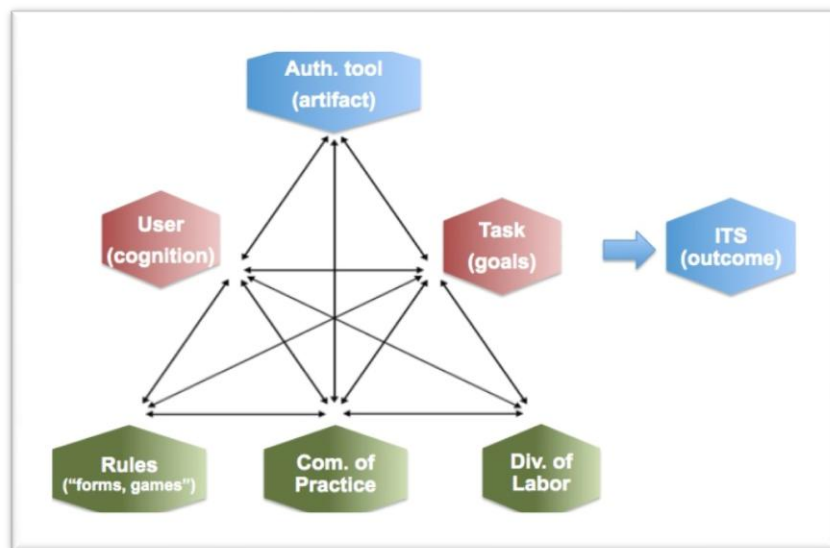 Auth. tool
(artifact)
User
(cognition)
Task
(goals)
ITS
(outcome)
Rules
(“forms, games”)
Com. of
Practice
Div. of
Labor